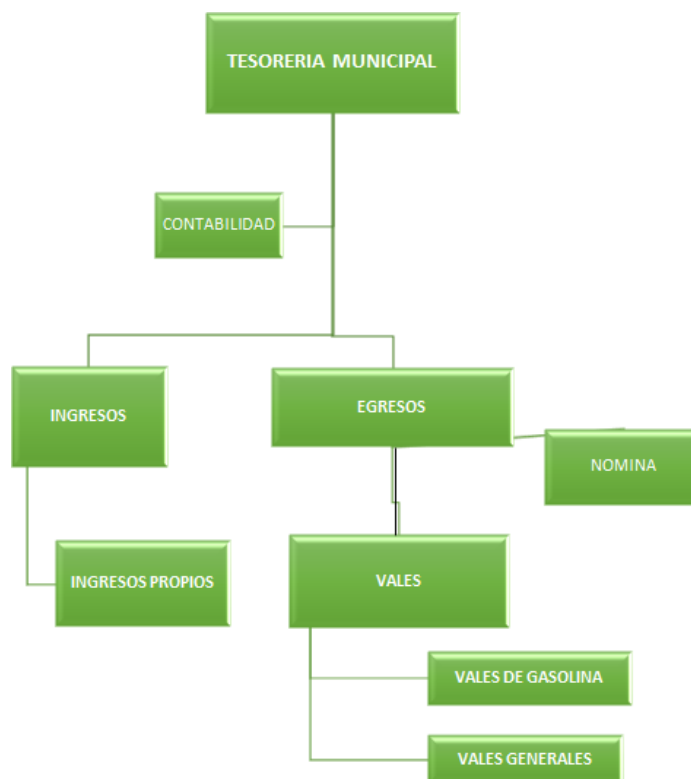 TESORERIA MUNICIPAL
CONTABILIDAD
INGRESOS
EGRESOS
NOMINA
INGRESOS PROPIOS
VALES
VALES DE GASOLINA
VALES GENERALES